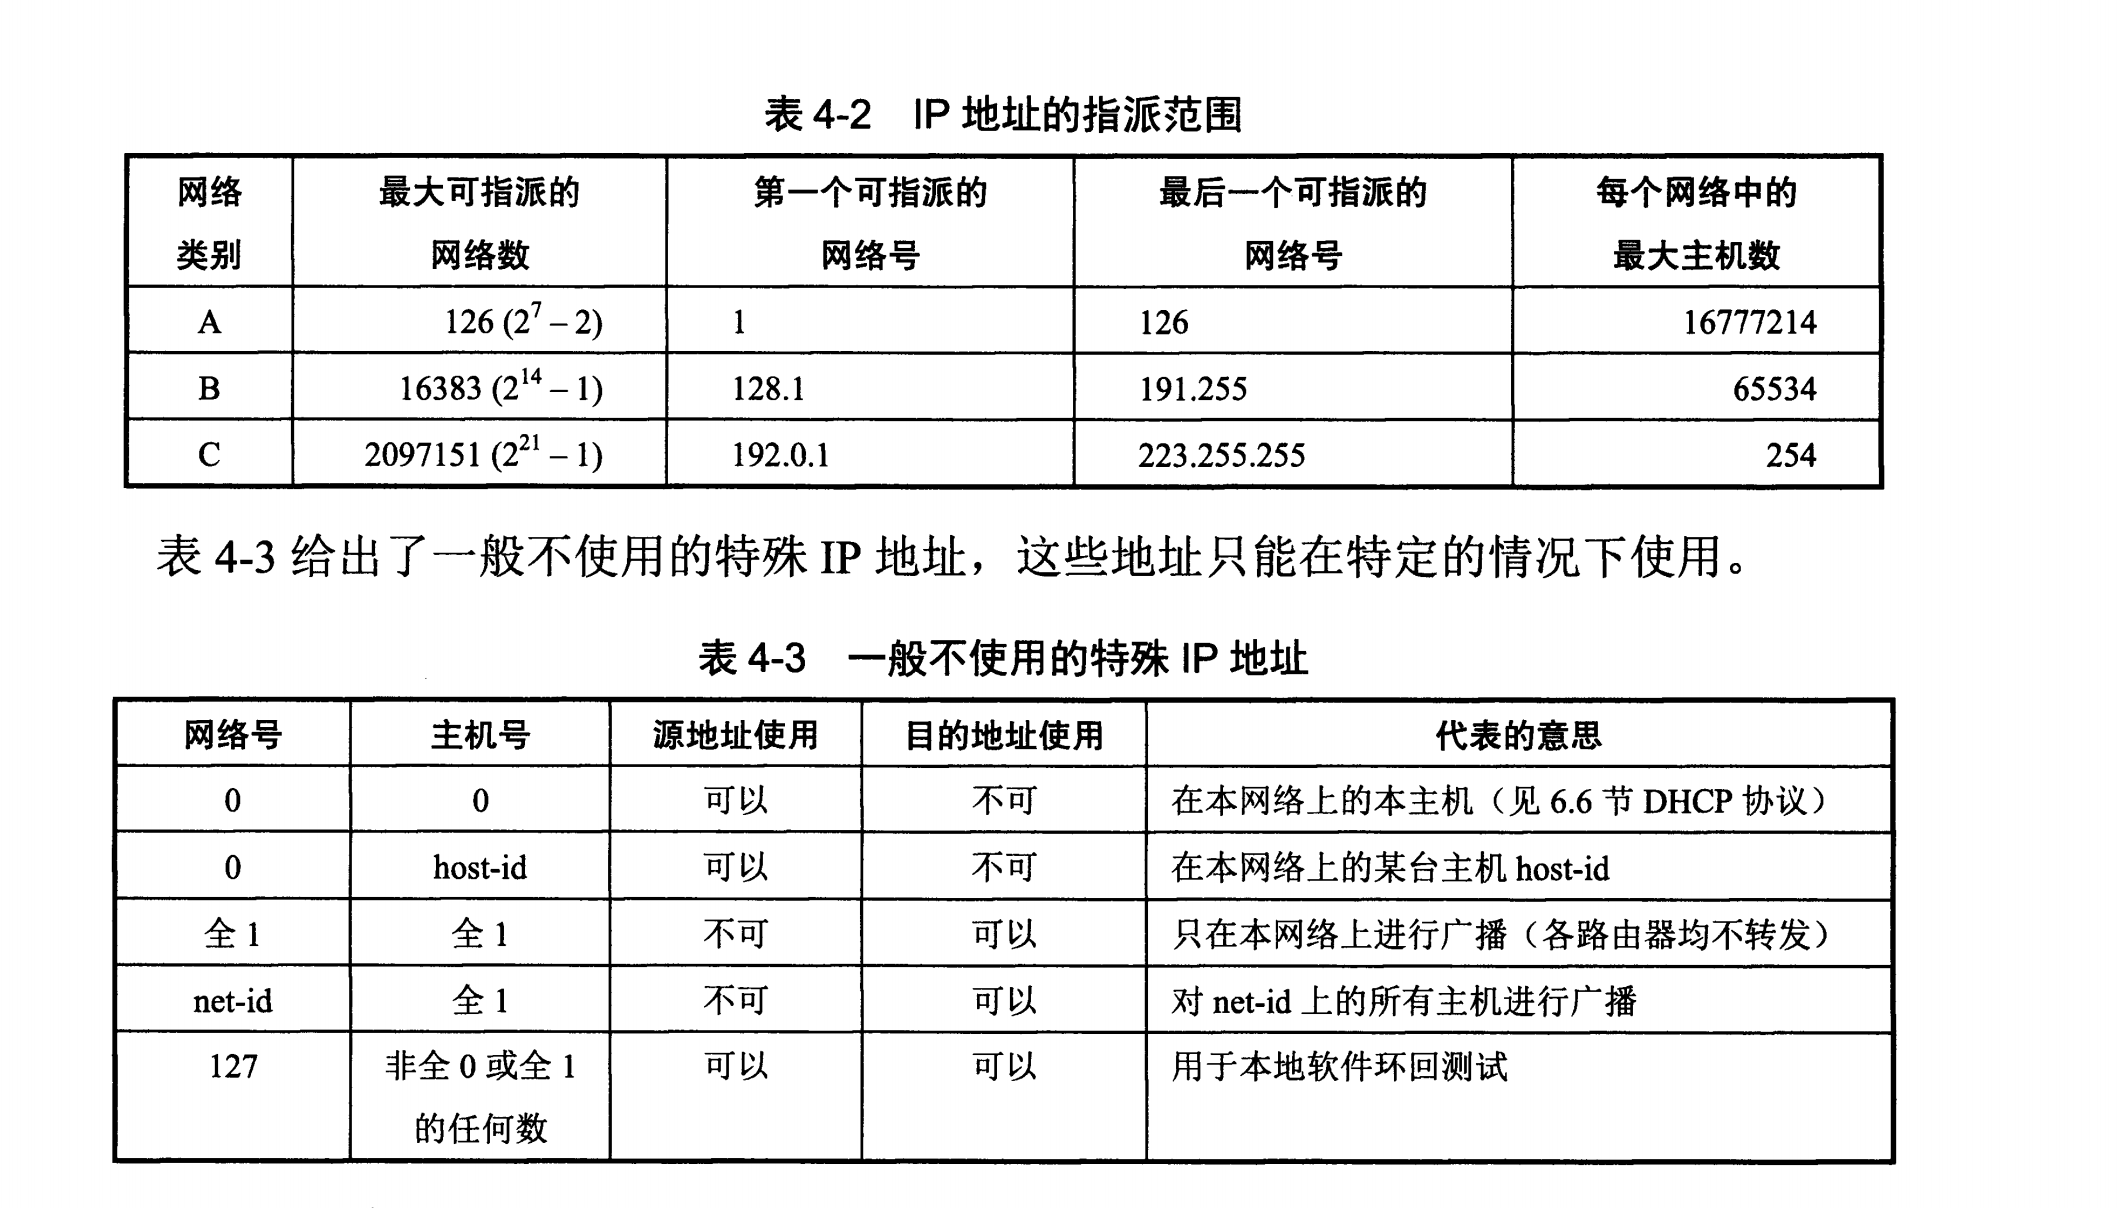 表 4-2 IP 地址的指派范围
网络 最大可指派的 第一个可指派的 最后一个可指派的 每个网络中的
类别 网络数 网络号 网络号 最大主机数
A 126 (2⁷ – 2) 1 126 16777214
B 16383 (2¹⁴ – 1) 128.1 191.255 65534
C 2097151 (2²¹ – 1) 192.0.1 223.255.255 254
表 4-3 给出了一般不使用的特殊 IP 地址，这些地址只能在特定的情况下使用。
表 4-3 一般不使用的特殊 IP 地址
网络号 主机号 源地址使用 目的地址使用 代表的意思
0 0 可以 不可 在本网络上的本主机（见 6.6 节 DHCP 协议）
0 host-id 可以 不可 在本网络上的某台主机 host-id
全 1 全 1 不可 可以 只在本网络上进行广播（各路由器均不转发）
net-id 全 1 不可 可以 对 net-id 上的所有主机进行广播
127 非全 0 或全 1 可以 可以 用于本地软件环回测试
的任何数